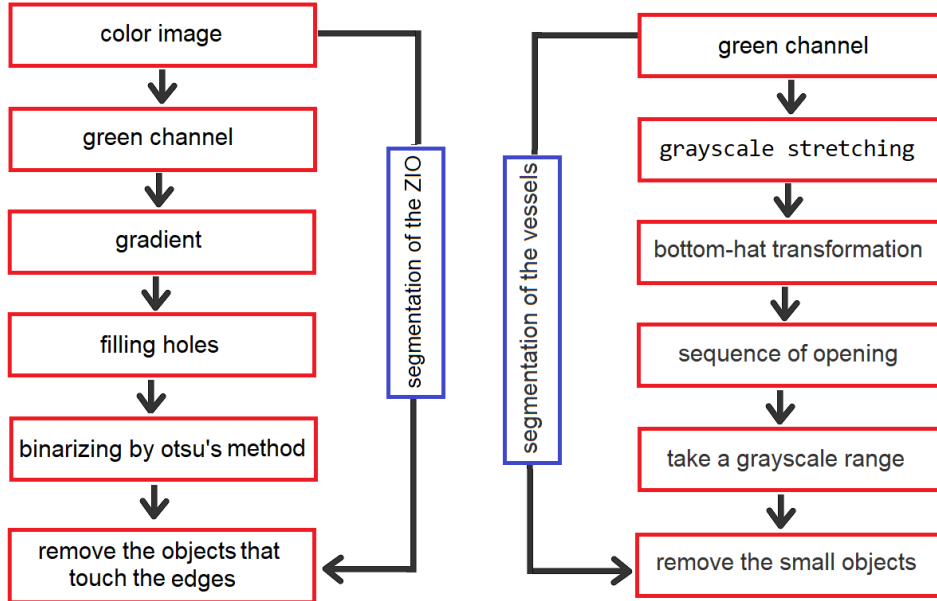 color image
green channel
gradient
filling holes
binarizing by otsu's method
remove the objects that
touch the edges
segmentation of the ZIO
segmentation of the vessels
green channel
grayscale stretching
bottom-hat transformation
sequence of opening
take a grayscale range
remove the small objects